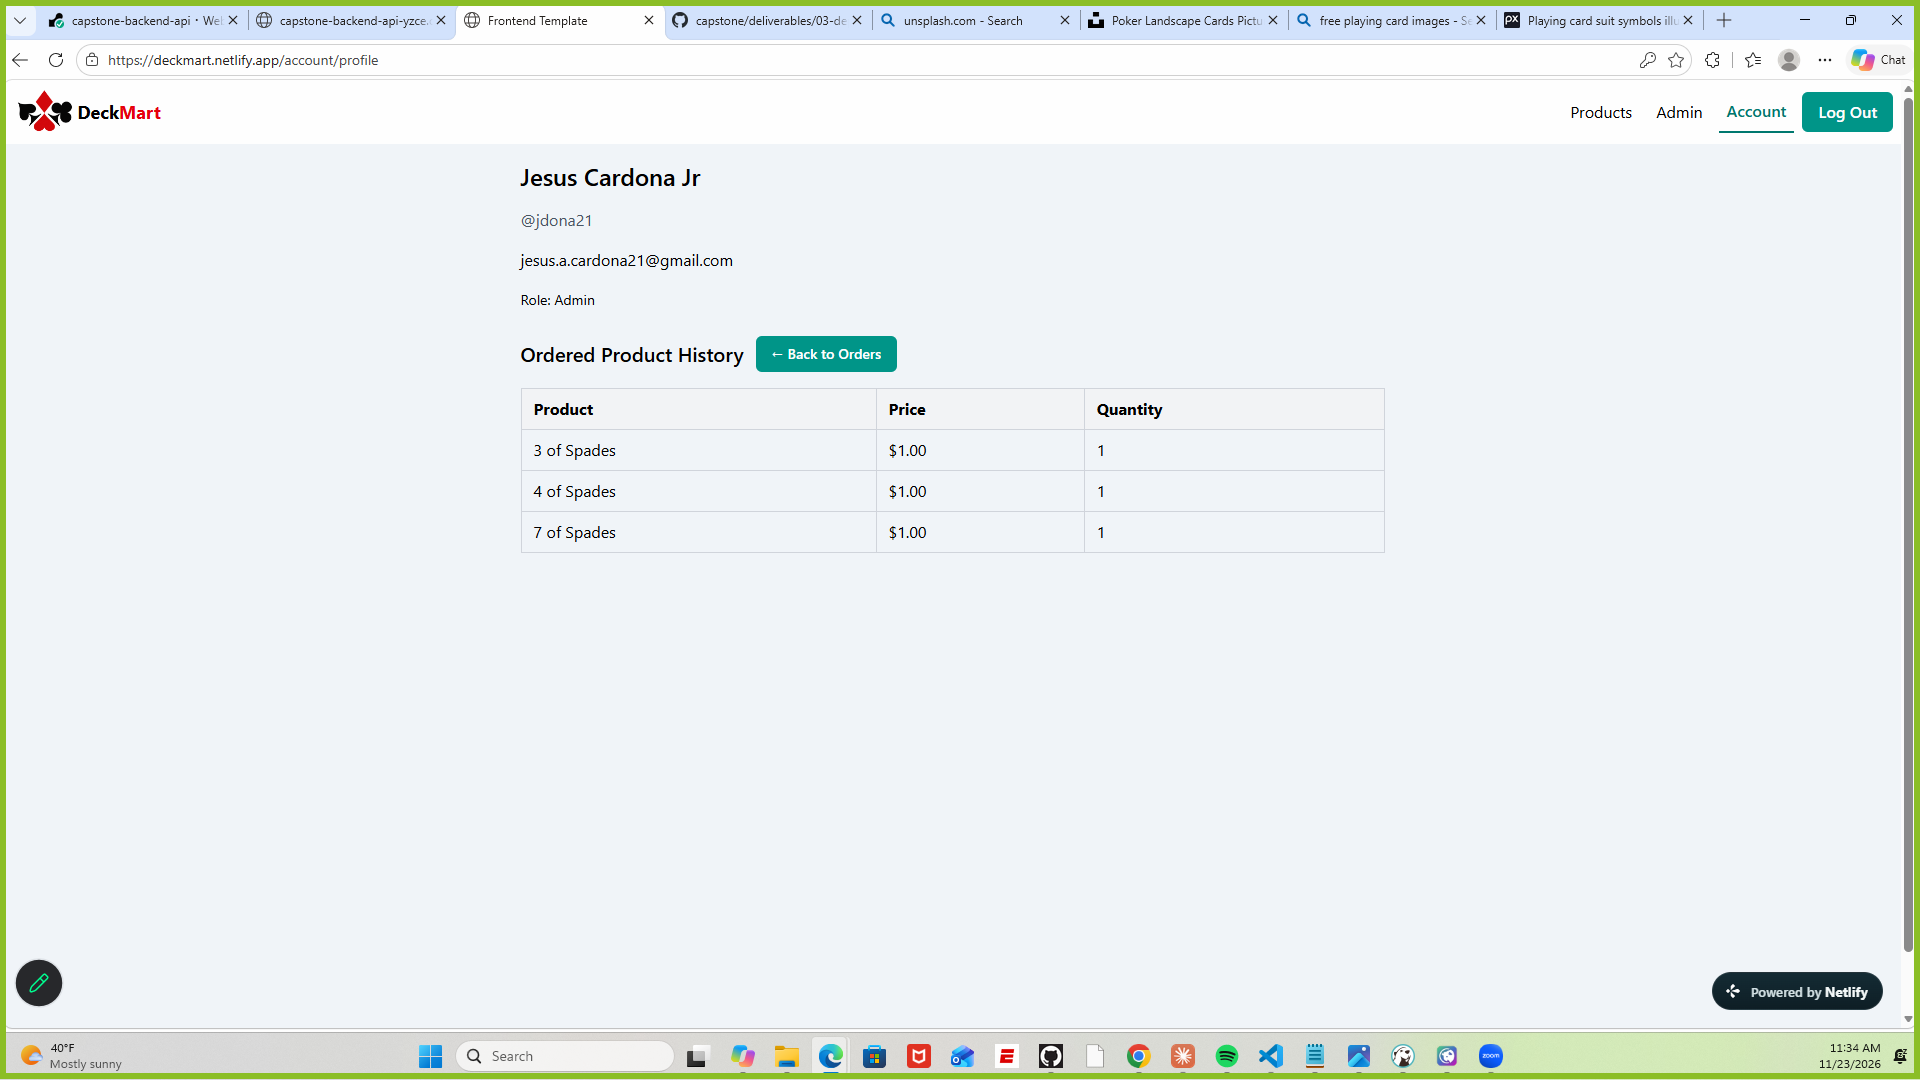 capstone-backend-api • We
capstone-backend-api-yzce.
Frontend Template
capstone/deliverables/03-de
unsplash.com - Search
Poker Landscape Cards Pictu
free playing card images - Se
PX
Playing card suit symbols illu
https://deckmart.netlify.app/account/profile
Chat
DeckMart
Products
Admin
Account
Log Out
Jesus Cardona Jr
@jdona21
jesus.a.cardona21@gmail.com
Role: Admin
Ordered Product History
← Back to Orders
Product Price Quantity
3 of Spades $1.00 1
4 of Spades $1.00 1
7 of Spades $1.00 1
Powered by Netlify
40°F
Mostly sunny
Search
E
zoom
11:34 AM
11/23/2026